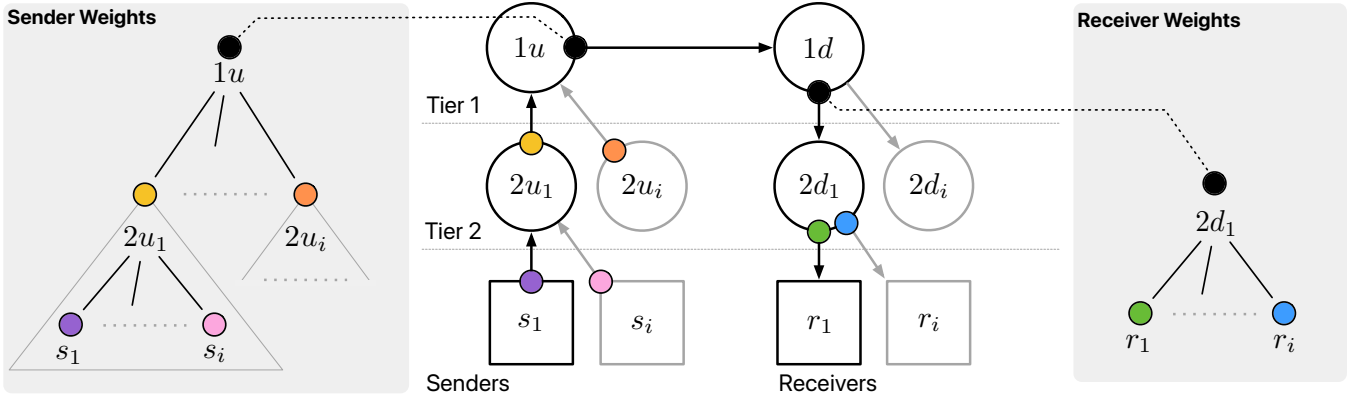 Sender Weights
1u
2u₁
2uᵢ
s₁
sᵢ
1u
1d
Tier 1
2u₁
2uᵢ
2d₁
2dᵢ
Tier 2
s₁
sᵢ
r₁
rᵢ
Senders
Receivers
Receiver Weights
2d₁
r₁
rᵢ